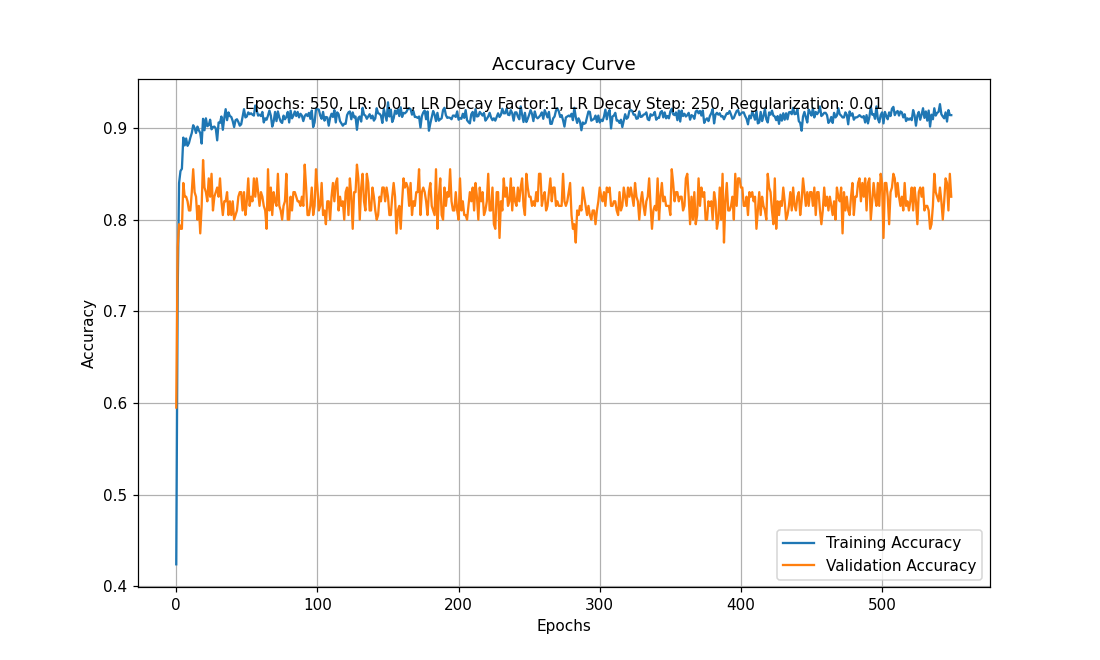 Accuracy Curve
Epochs: 550, LR: 0.01, LR Decay Factor:1, LR Decay Step: 250, Regularization: 0.01
0.9
0.8
0.7
0.6
0.5
0.4
Accuracy
0 100 200 300 400 500
Epochs
Training Accuracy
Validation Accuracy